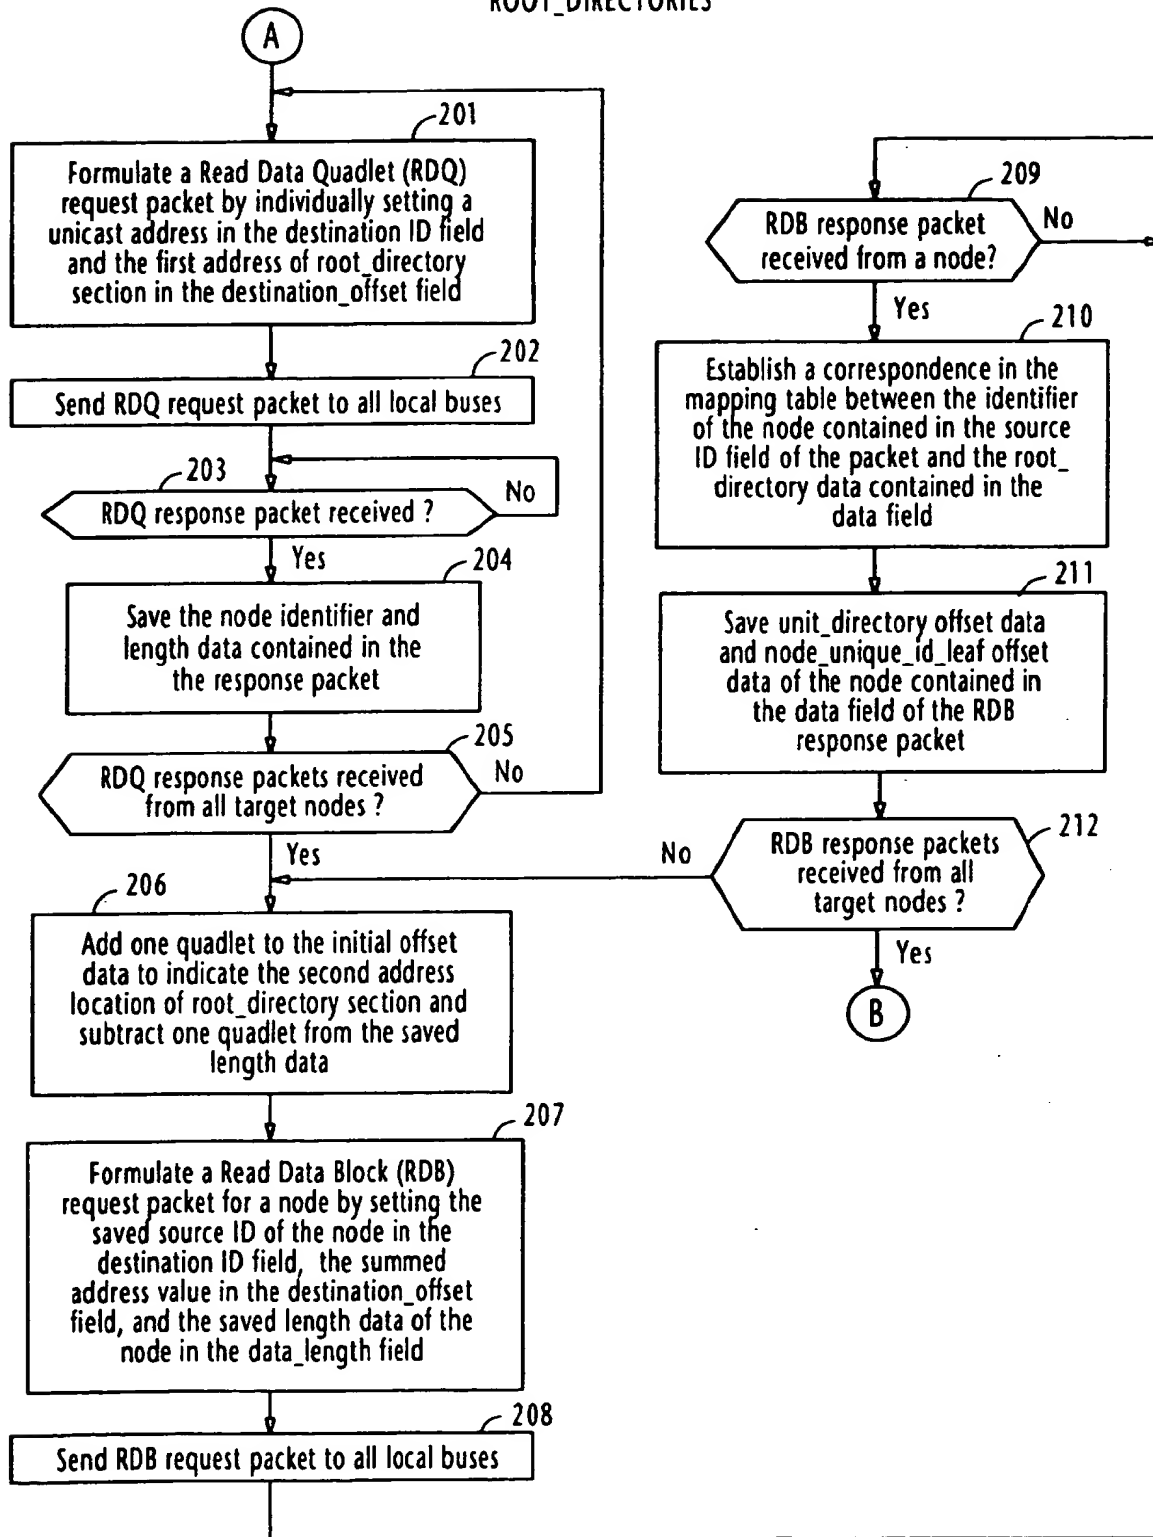 ROOT_DIRECTORIES
A
201
Formulate a Read Data Quadlet (RDQ)
request packet by individually setting a
unicast address in the destination ID field
and the first address of root_directory
section in the destination_offset field
202
Send RDQ request packet to all local buses
203
RDQ response packet received ?
No
Yes
204
Save the node identifier and
length data contained in the
the response packet
205
RDQ response packets received
from all target nodes ?
No
Yes
206
Add one quadlet to the initial offset
data to indicate the second address
location of root_directory section and
subtract one quadlet from the saved
length data
207
Formulate a Read Data Block (RDB)
request packet for a node by setting the
saved source ID of the node in the
destination ID field, the summed
address value in the destination_offset
field, and the saved length data of the
node in the data_length field
208
Send RDB request packet to all local buses
209
RDB response packet
received from a node?
No
Yes
210
Establish a correspondence in the
mapping table between the identifier
of the node contained in the source
ID field of the packet and the root_
directory data contained in the
data field
211
Save unit_directory offset data
and node_unique_id_leaf offset
data of the node contained in
the data field of the RDB
response packet
212
RDB response packets
received from all
target nodes ?
No
Yes
B